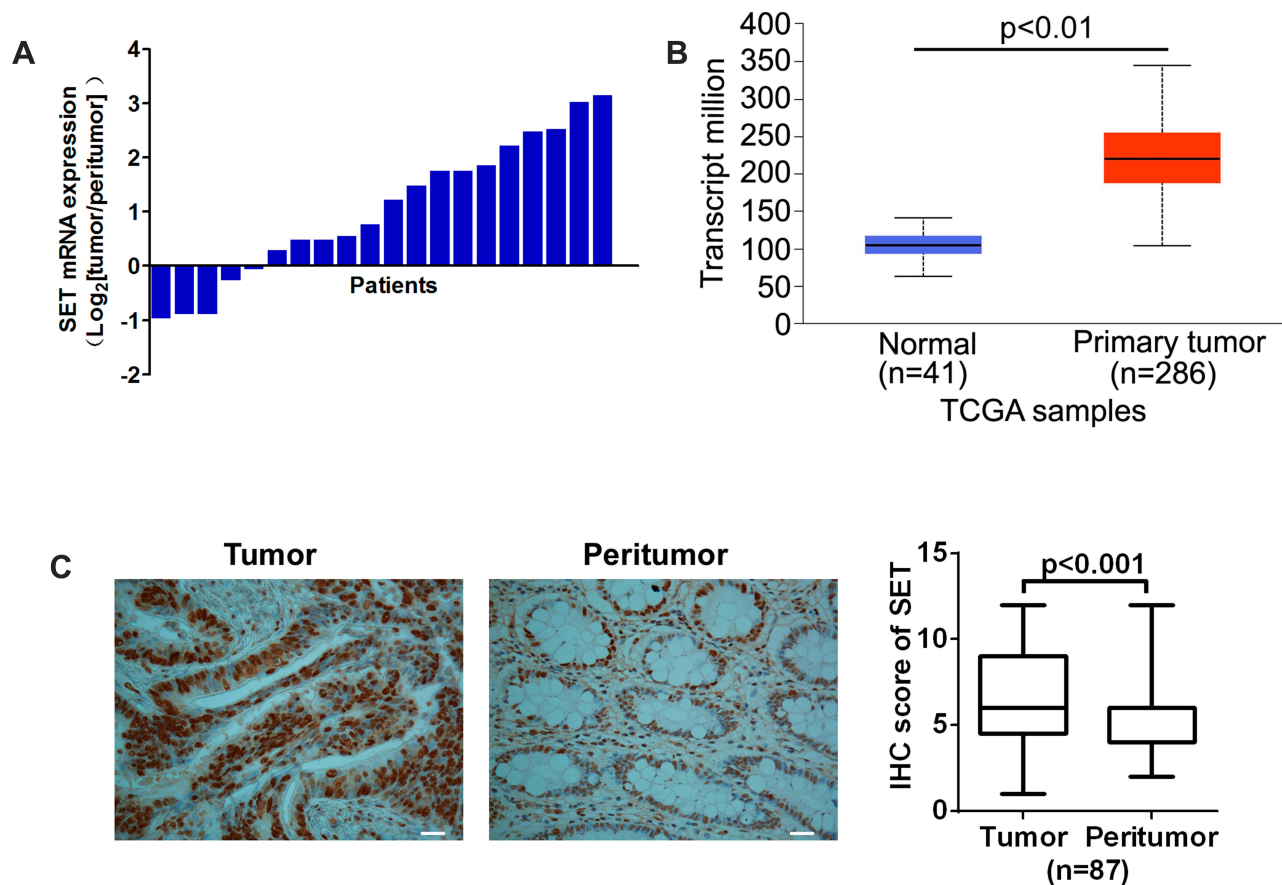 A
SET mRNA expression
(Log2[tumor/peritumor])
4
3
2
1
0
-1
-2
Patients
B
Transcript million
400
350
300
250
200
150
100
50
0
p<0.01
Normal
(n=41)
Primary tumor
(n=286)
TCGA samples
C
Tumor
Peritumor
IHC score of SET
15
10
5
0
p<0.001
Tumor Peritumor
(n=87)